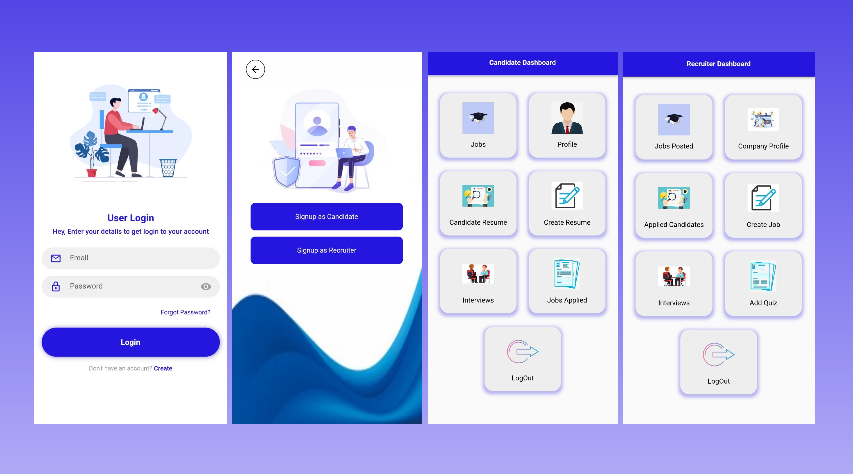 User Login
Hey, Enter your details to get login to your account
Email
Password
Forgot Password?
Login
Don't have an account? Create
Signup as Candidate
Signup as Recruiter
Candidate Dashboard
Jobs
Profile
Candidate Resume
Create Resume
Interviews
Jobs Applied
LogOut
Recruiter Dashboard
Jobs Posted
Company Profile
Applied Candidates
Create Job
Interviews
Add Quiz
LogOut